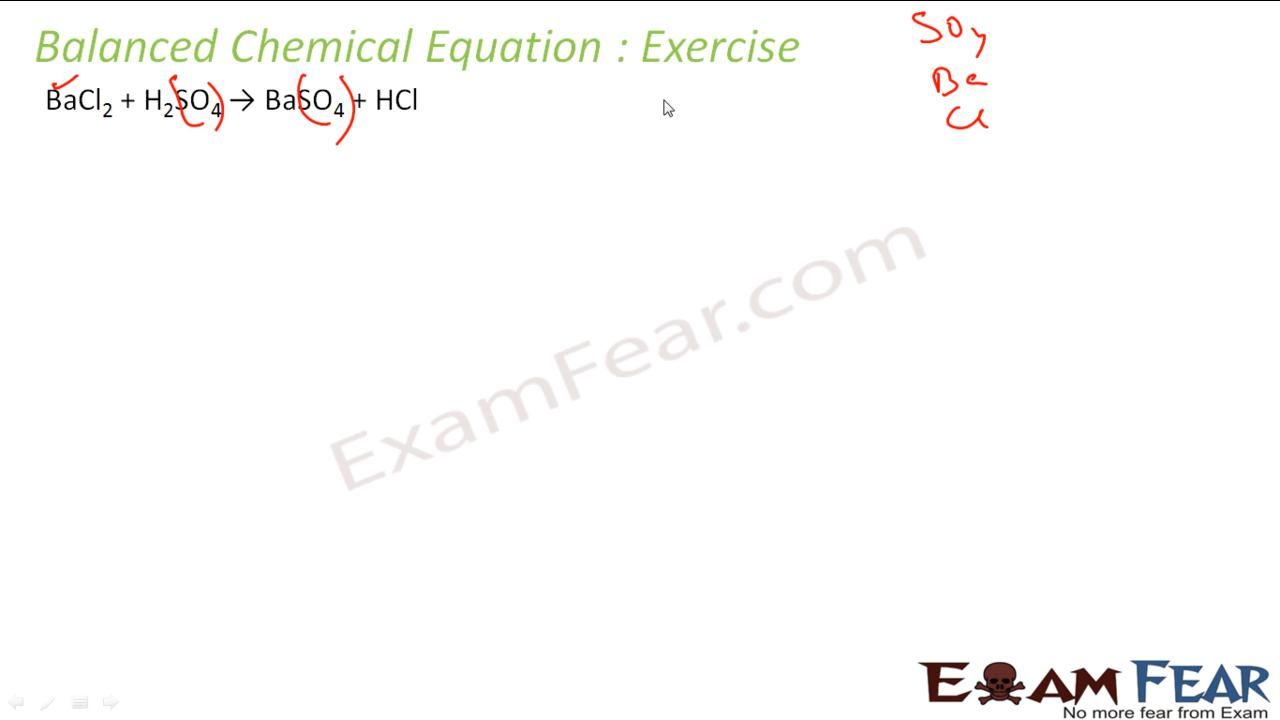 Balanced Chemical Equation : Exercise
BaCl₂ + H₂SO₄ → BaSO₄ + HCl
SO₄
Ba
Cl
ExamFear.com
EXAM FEAR
No more fear from Exam